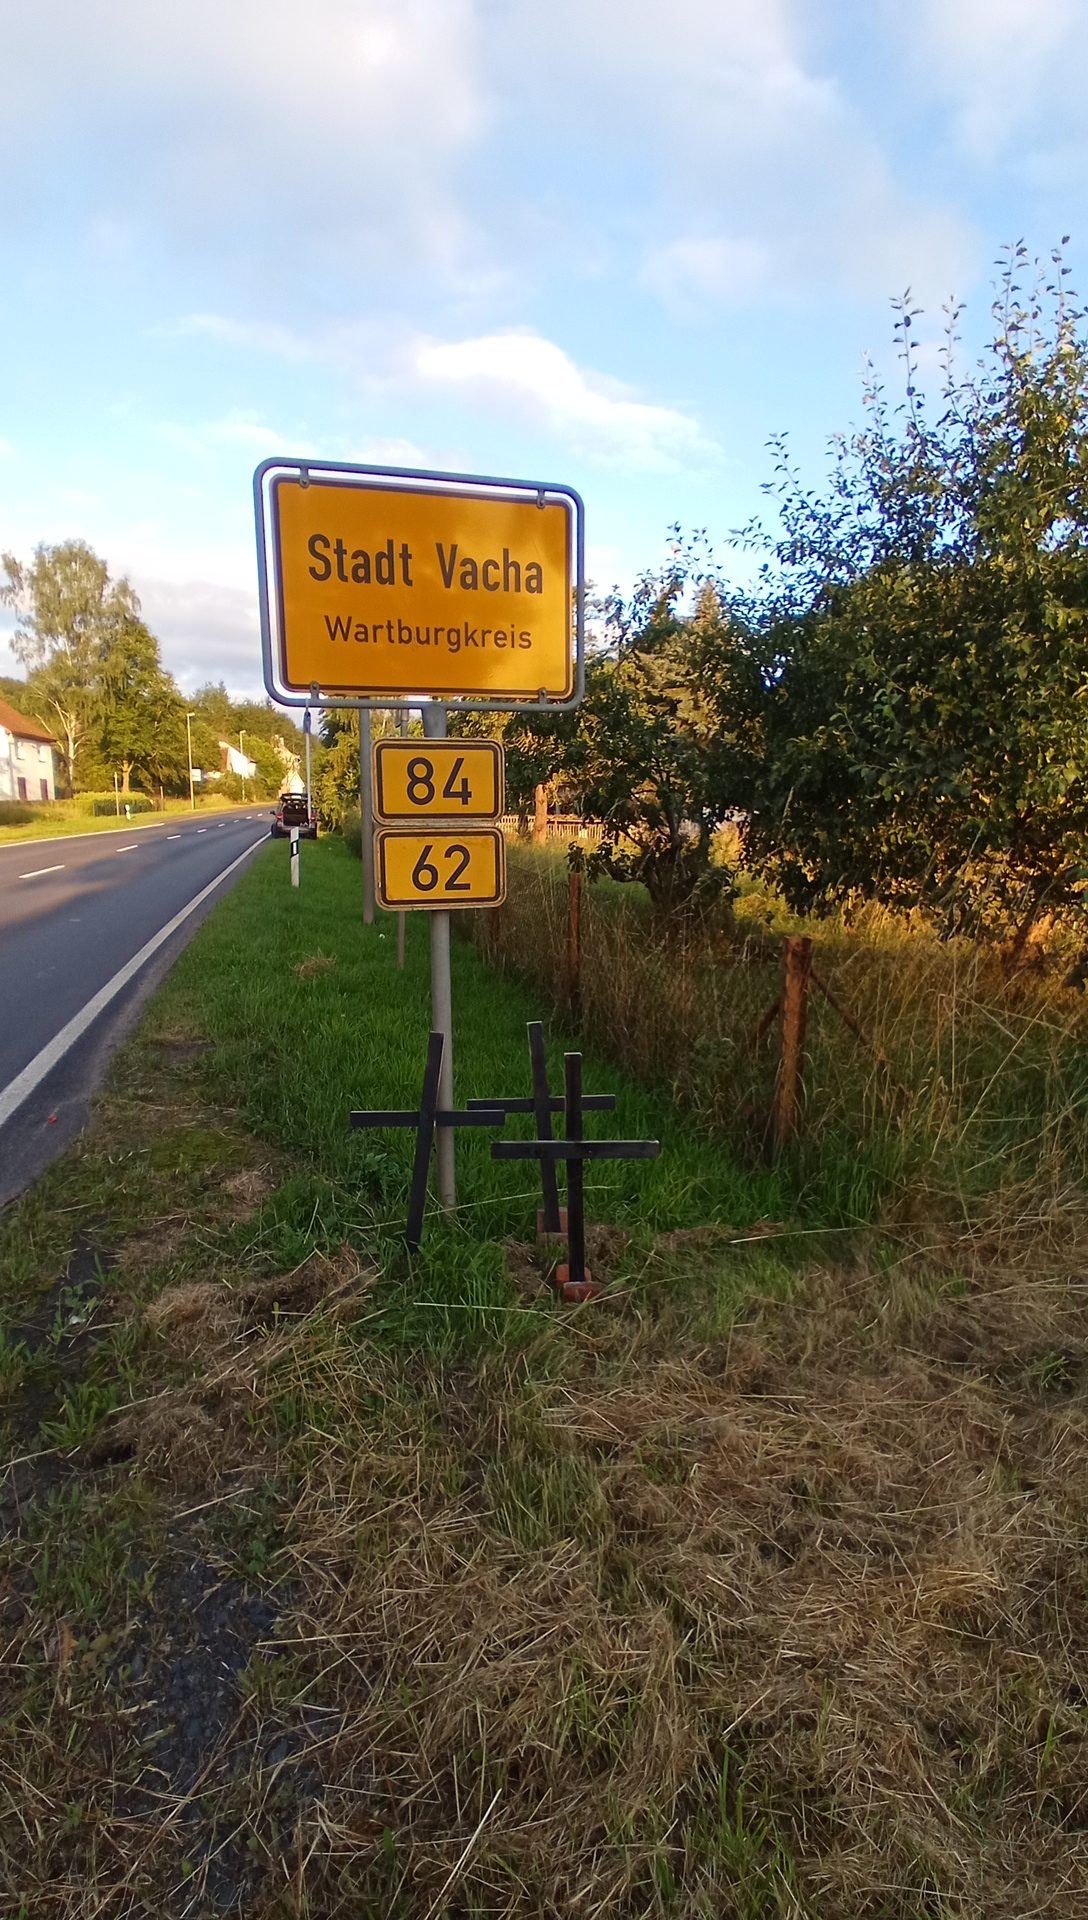 Stadt Vacha
Wartburgkreis
84
62